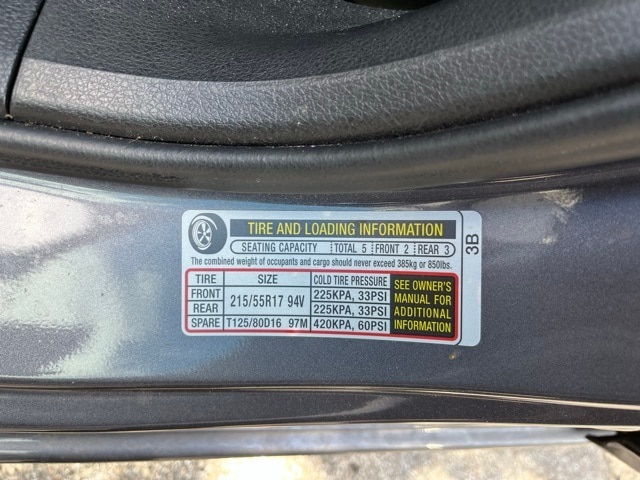 TIRE AND LOADING INFORMATION
SEATING CAPACITY TOTAL 5 FRONT 2 REAR 3
The combined weight of occupants and cargo should never exceed 385kg or 850lbs.
TIRE SIZE COLD TIRE PRESSURE
FRONT 215/55R17 94V 225KPA, 33PSI
REAR 225KPA, 33PSI
SPARE T125/80D16 97M 420KPA, 60PSI
SEE OWNER'S
MANUAL FOR
ADDITIONAL
INFORMATION
3B